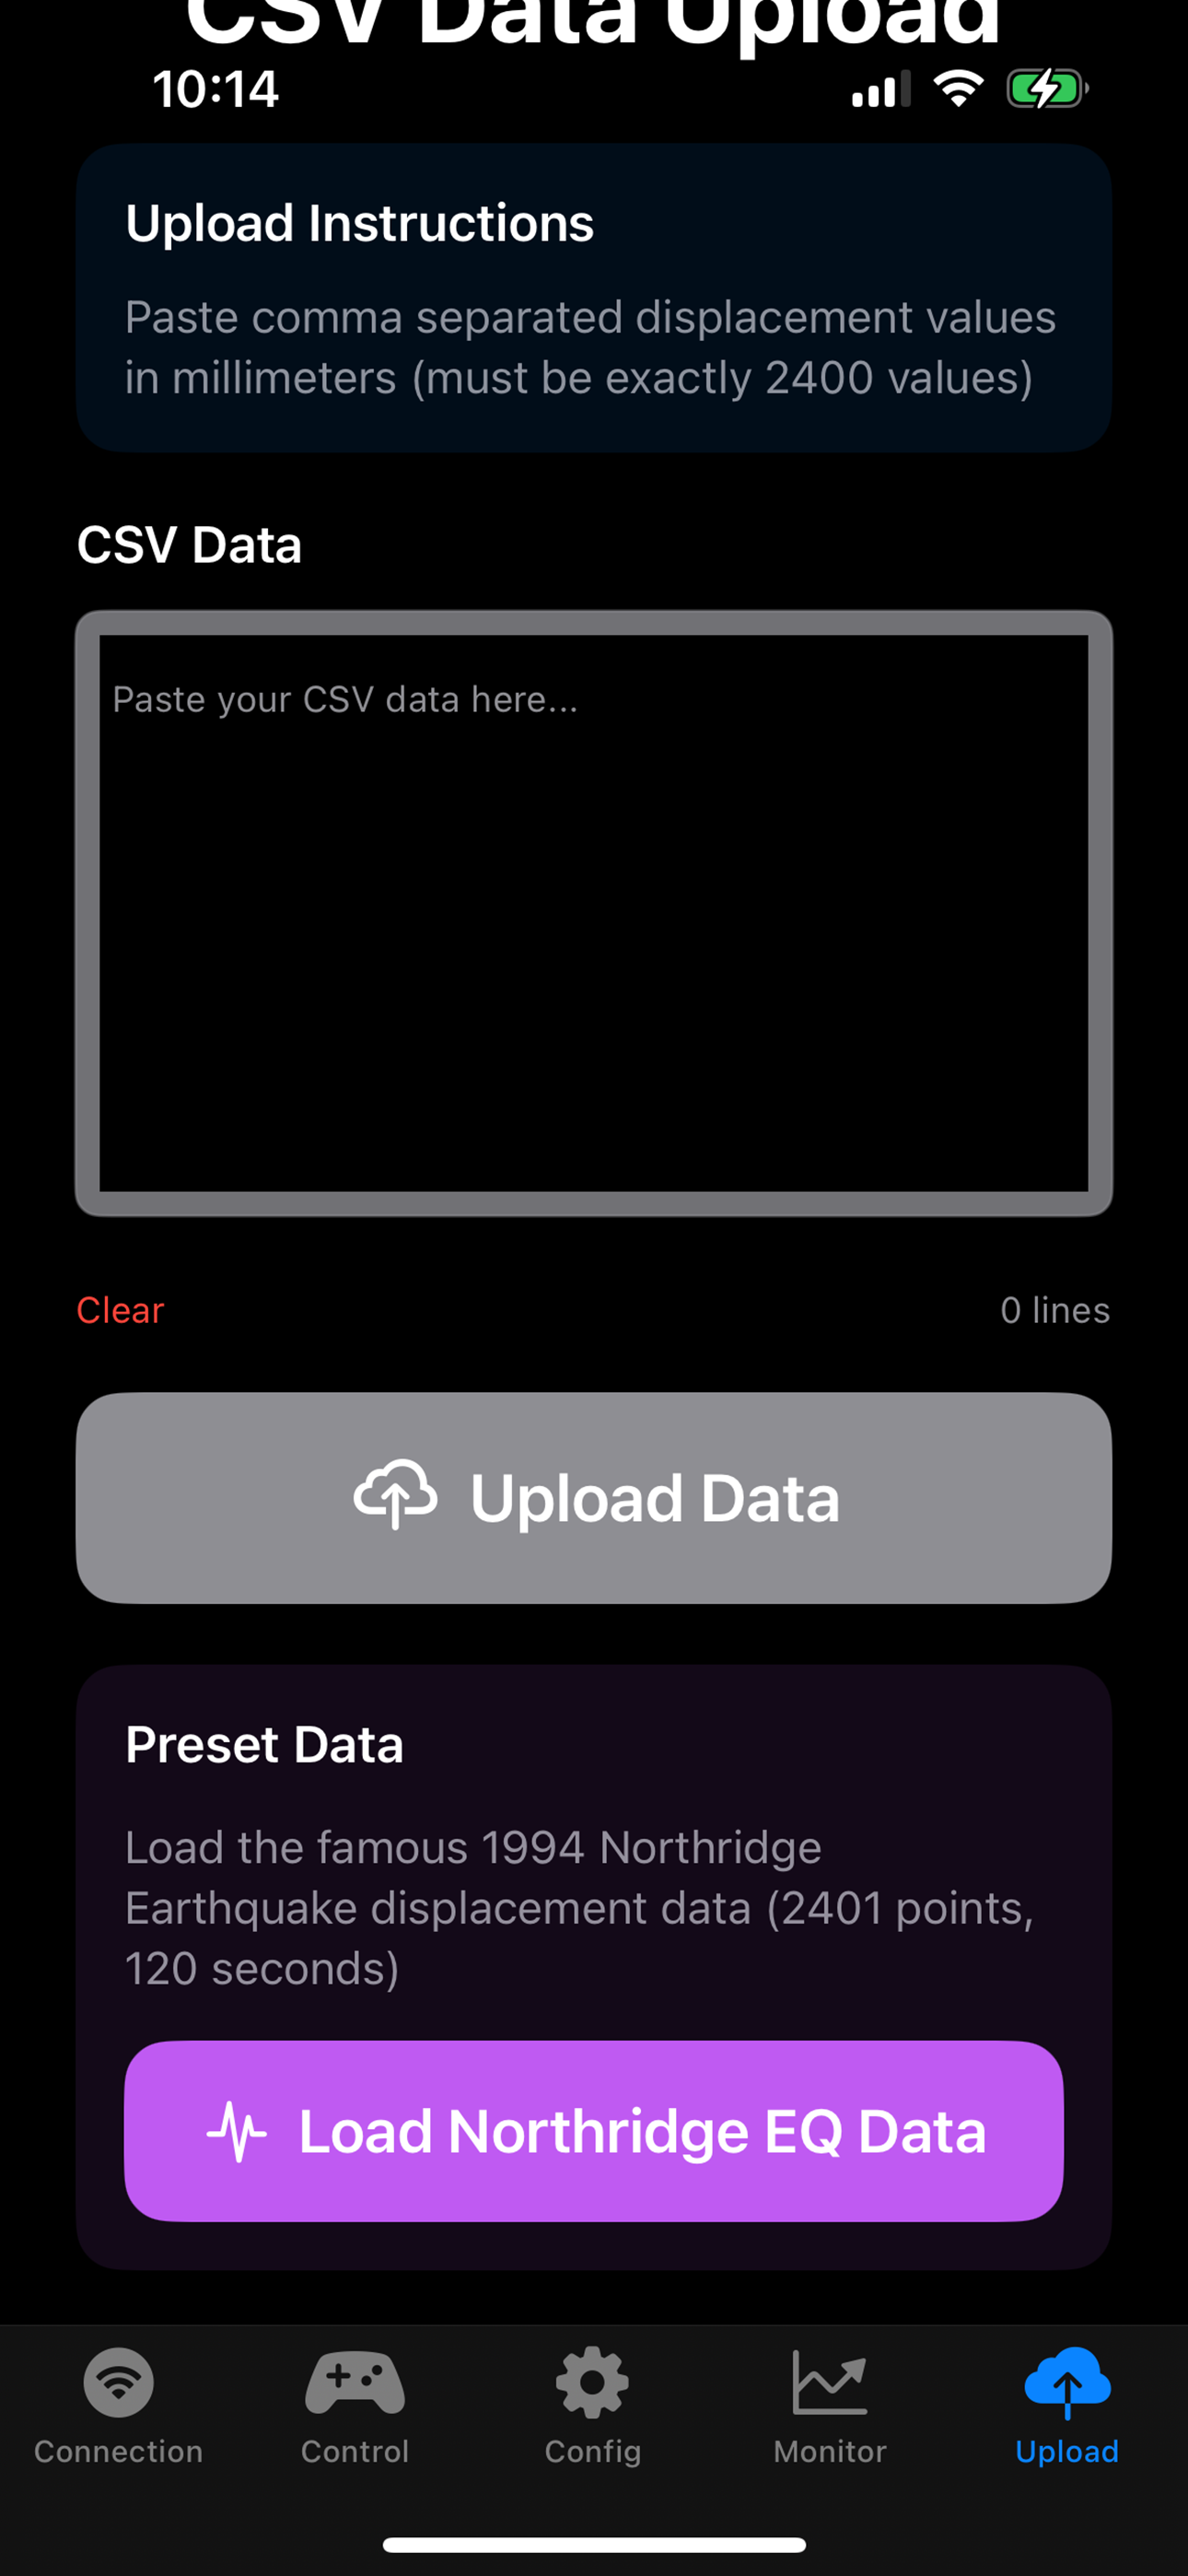 CSV Data Upload
10:14
Upload Instructions
Paste comma separated displacement values
in millimeters (must be exactly 2400 values)
CSV Data
Paste your CSV data here...
Clear
0 lines
Upload Data
Preset Data
Load the famous 1994 Northridge
Earthquake displacement data (2401 points,
120 seconds)
Load Northridge EQ Data
Connection
Control
Config
Monitor
Upload